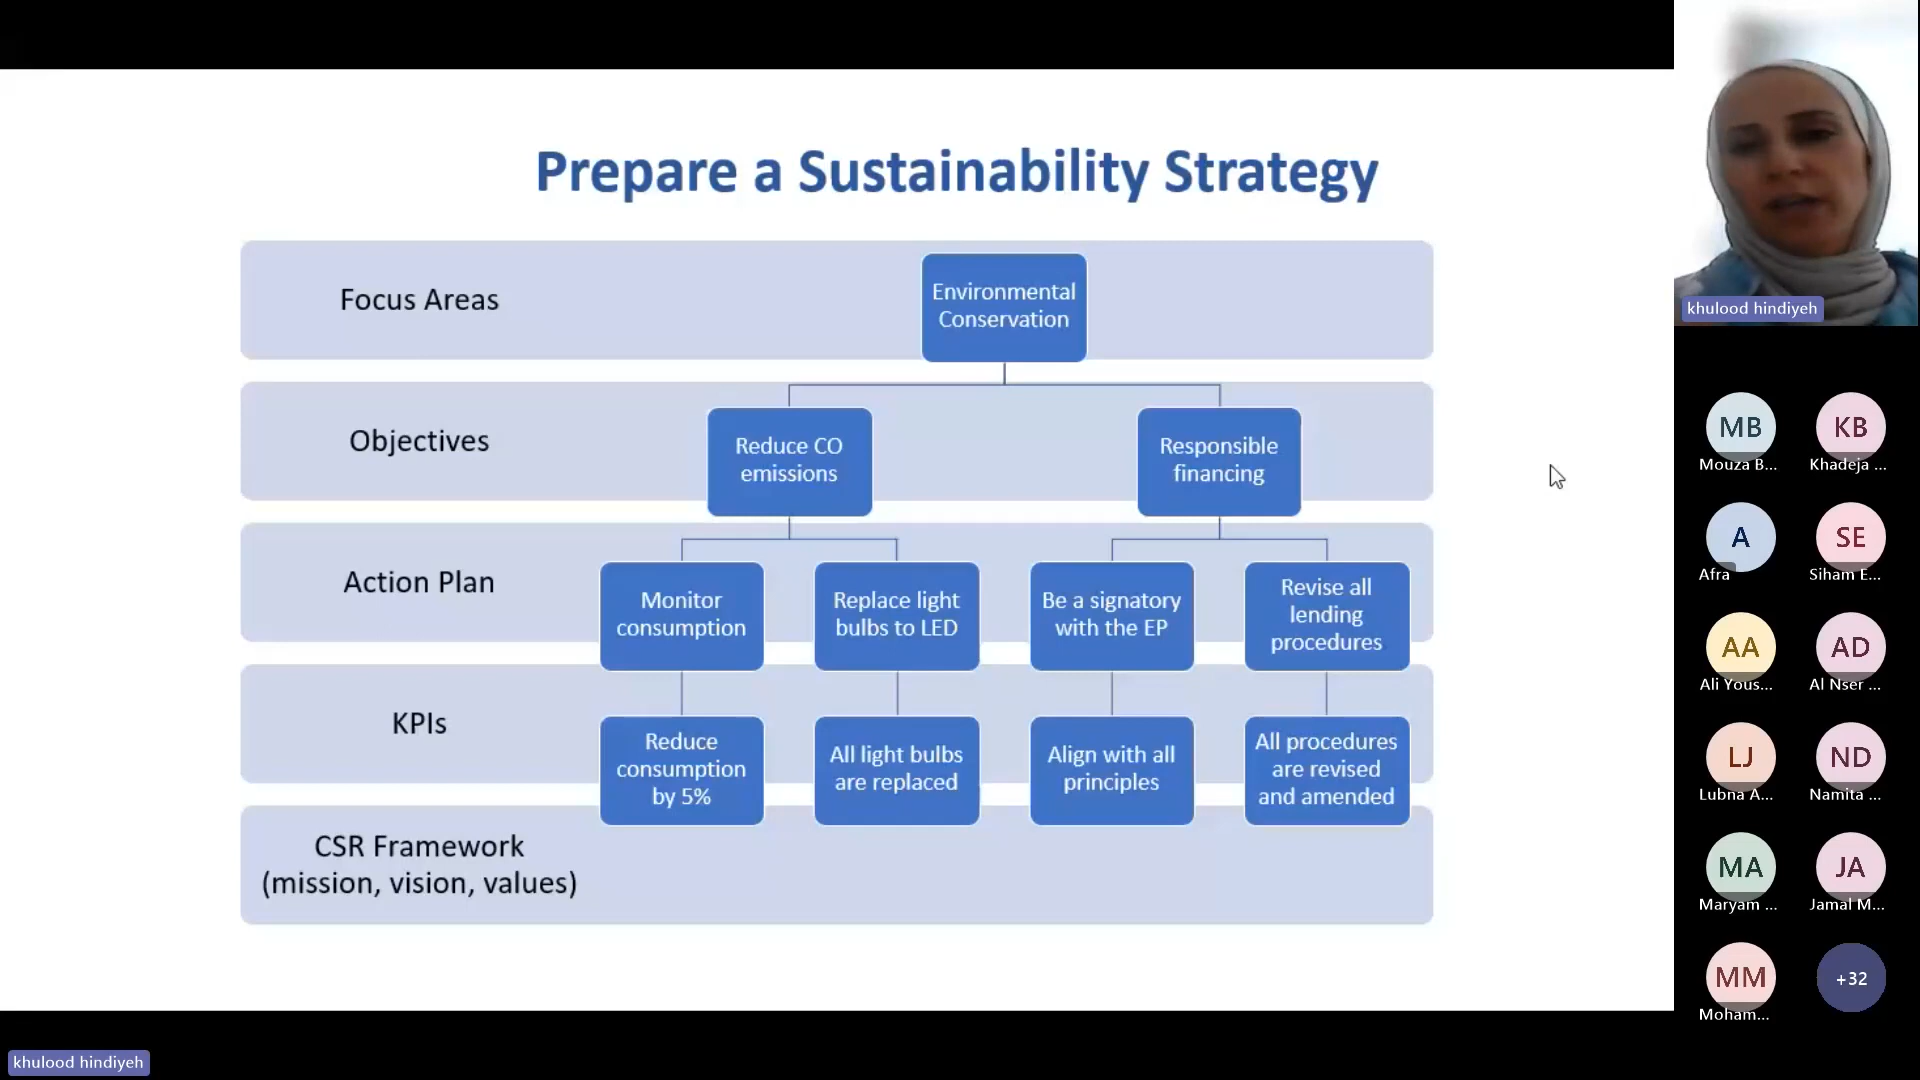 Prepare a Sustainability Strategy
Focus Areas
Environmental
Conservation
Objectives
Reduce CO
emissions
Responsible
financing
Action Plan
Monitor
consumption
Replace light
bulbs to LED
Be a signatory
with the EP
Revise all
lending
procedures
KPIs
Reduce
consumption
by 5%
All light bulbs
are replaced
Align with all
principles
All procedures
are revised
and amended
CSR Framework
(mission, vision, values)
khulood hindiyeh
MB
Mouza B...
KB
Khadeja ...
A
Afra
SE
Siham E...
AA
Ali Yous...
AD
Al Nser ...
LJ
Lubna A...
ND
Namita ...
MA
Maryam ...
JA
Jamal M...
MM
Moham...
+32
khulood hindiyeh